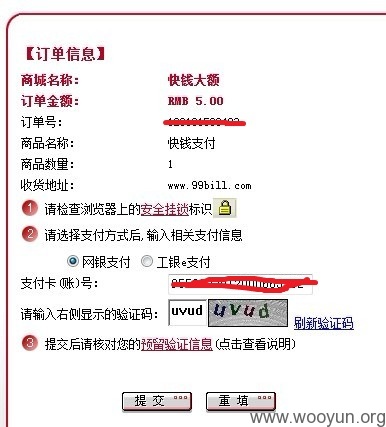 【订单信息】
商城名称： 快钱大额
订单金额： RMB 5.00
订单号：
商品名称： 快钱支付
商品数量： 1
收货地址： www.99bill.com
1 请检查浏览器上的安全挂锁标识
2 请选择支付方式后,输入相关支付信息
网银支付 工银e支付
支付卡(账)号：
请输入右侧显示的验证码： uvud uvud 刷新验证码
3 提交后请核对您的预留验证信息(点击查看说明)
提 交 重 填
www.wooyun.org